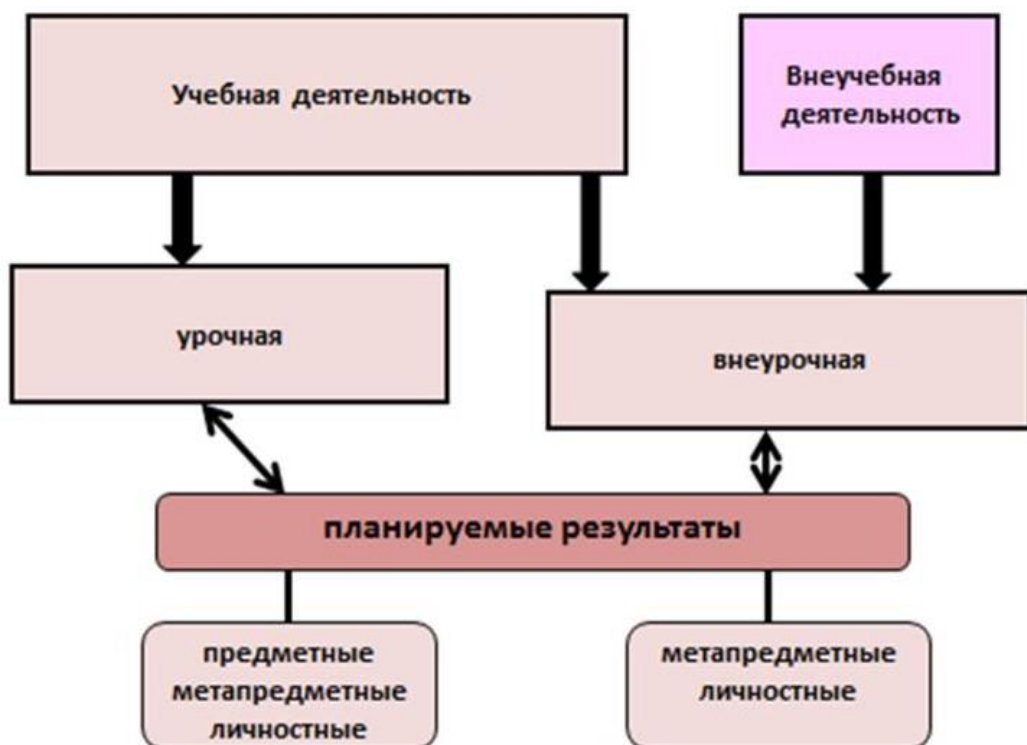 Учебная деятельность
Внеучебная
деятельность
урочная
внеурочная
планируемые результаты
предметные
метапредметные
личностные
метапредметные
личностные